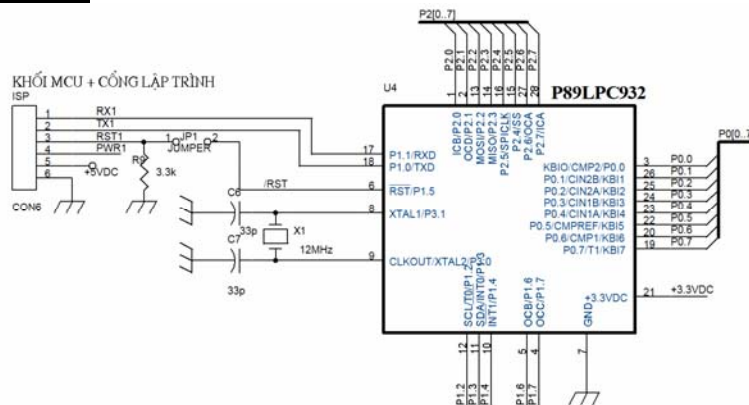 P2[0..7]
P2.0
P2.1
P2.2
P2.3
P2.4
P2.5
P2.6
P2.7
KHỐI MCU + CỔNG LẬP TRÌNH
ISP
U4
P89LPC932
1 2 13 14 16 15 27 28
ICB/P2.0
OCD/P2.1
MOSI/P2.2
MISO/P2.3
P2.5/SPICLK
P2.4/SS
P2.6/OCA
P2.7/ICA
P0[0..7]
1 RX1
2 TX1
3 RST1 1 JP1 2
4 PWR1 JUMPER
5 +5VDC
6
CON6
3.3k
/RST
17 P1.1/RXD
18 P1.0/TXD
6 RST/P1.5
8 XTAL1/P3.1
9 CLKOUT/XTAL2/P3.0
C6
33p
X1
12MHz
C7
33p
KBIO/CMP2/P0.0 3 P0.0
P0.1/CIN2B/KBI1 26 P0.1
P0.2/CIN2A/KBI2 25 P0.2
P0.3/CIN1B/KBI3 24 P0.3
P0.4/CIN1A/KBI4 23 P0.4
P0.5/CMPREF/KBI5 22 P0.5
P0.6/CMP1/KBI6 20 P0.6
P0.7/T1/KBI7 19 P0.7
+3.3VDC 21 +3.3VDC
SCL/T0/P1.2
SDA/INT0/P1.3
INT1/P1.4
OCB/P1.6
OCC/P1.7
GND
12 11 10 5 4 7
P1.2
P1.3
P1.4
P1.6
P1.7